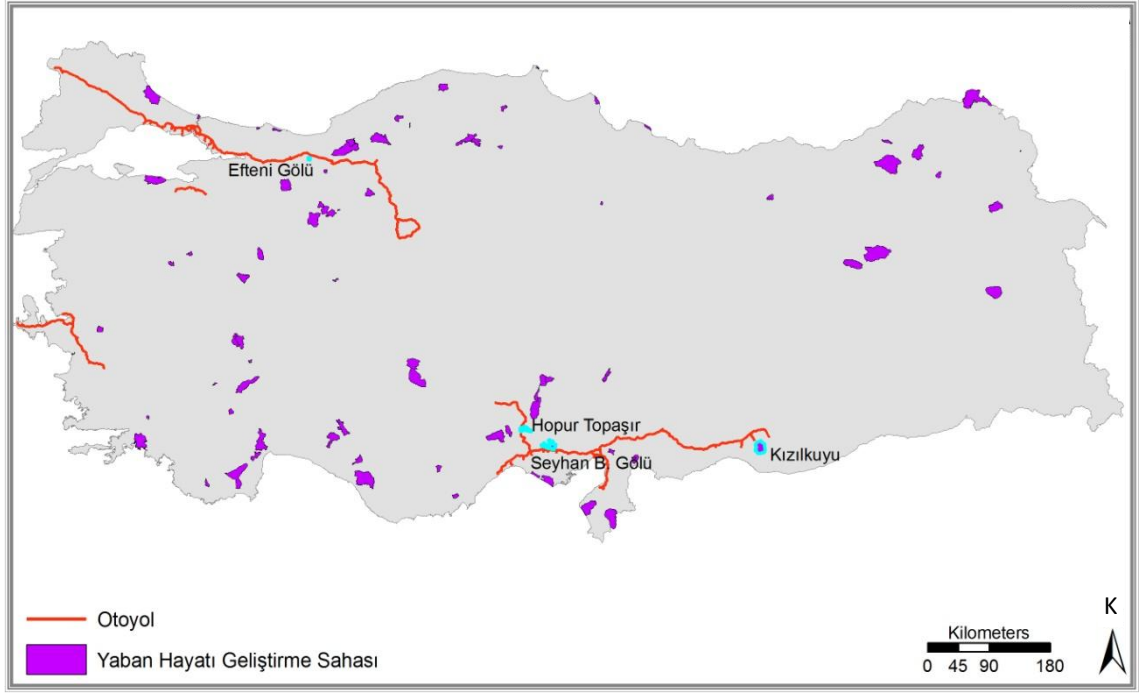 Efteni Gölü
Hopur Topaşır
Seyhan B. Gölü
Kızılkuyu
Otoyol
Yaban Hayatı Geliştirme Sahası
K
Kilometers
0 45 90 180